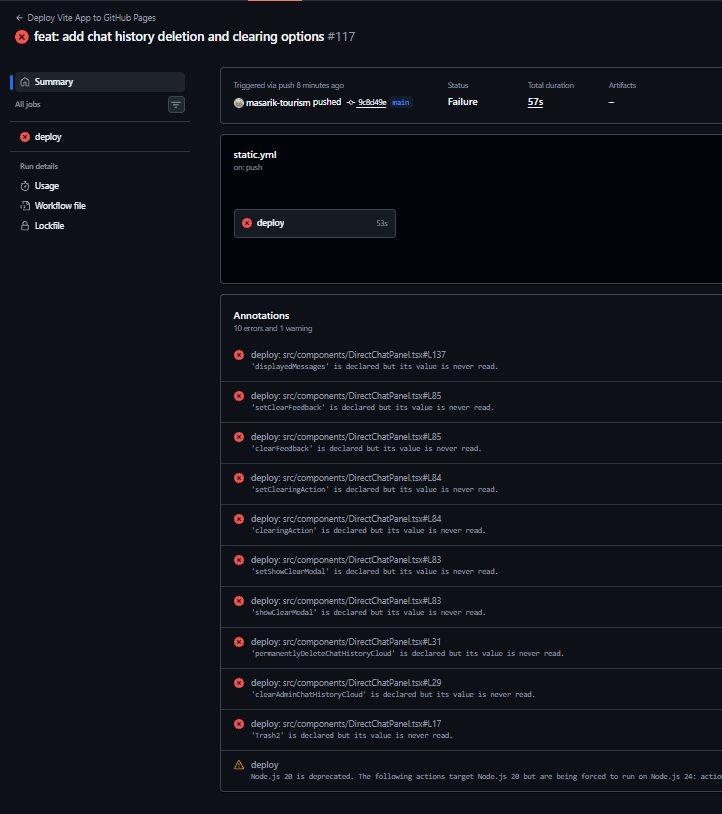 ← Deploy Vite App to GitHub Pages
feat: add chat history deletion and clearing options #117
Summary
All jobs
deploy
Run details
Usage
Workflow file
Lockfile
Triggered via push 8 minutes ago
masarik-tourism pushed 9c8d49e main
Status
Failure
Total duration
57s
Artifacts
–
static.yml
on: push
deploy 53s
Annotations
10 errors and 1 warning
deploy: src/components/DirectChatPanel.tsx#L137
'displayedMessages' is declared but its value is never read.
deploy: src/components/DirectChatPanel.tsx#L85
'setClearFeedback' is declared but its value is never read.
deploy: src/components/DirectChatPanel.tsx#L85
'clearFeedback' is declared but its value is never read.
deploy: src/components/DirectChatPanel.tsx#L84
'setClearingAction' is declared but its value is never read.
deploy: src/components/DirectChatPanel.tsx#L84
'clearingAction' is declared but its value is never read.
deploy: src/components/DirectChatPanel.tsx#L83
'setShowClearModal' is declared but its value is never read.
deploy: src/components/DirectChatPanel.tsx#L83
'showClearModal' is declared but its value is never read.
deploy: src/components/DirectChatPanel.tsx#L31
'permanentlyDeleteChatHistoryCloud' is declared but its value is never read.
deploy: src/components/DirectChatPanel.tsx#L29
'clearAdminChatHistoryCloud' is declared but its value is never read.
deploy: src/components/DirectChatPanel.tsx#L17
'Trash2' is declared but its value is never read.
deploy
Node.js 20 is deprecated. The following actions target Node.js 20 but are being forced to run on Node.js 24: actio